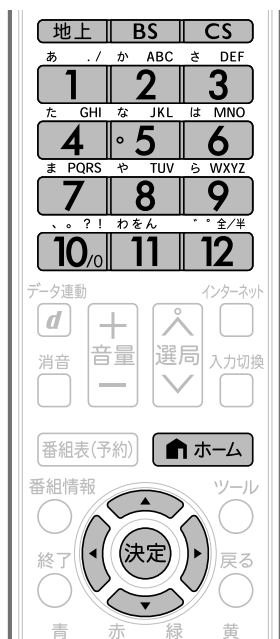 地上 BS CS
あ ./ か ABC さ DEF
1 2 3
た GHI な JKL は MNO
4 5 6
ま PQRS や TUV ら WXYZ
7 8 9
、。?! わをん ゛゜全/半
10/0 11 12
データ連動 インターネット
d + へ
消音 音量 選局 入力切換
番組表(予約) ホーム
番組情報 ツール
終了 決定 戻る
青 赤 緑 黄